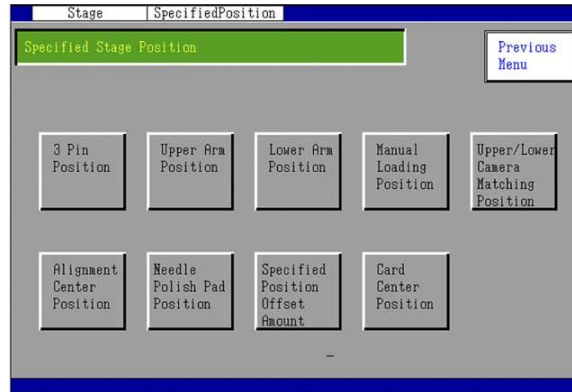 Stage SpecifiedPosition
Specified Stage Position
Previous
Menu
3 Pin
Position
Upper Arm
Position
Lower Arm
Position
Manual
Loading
Position
Upper/Lower
Camera
Matching
Position
Alignment
Center
Position
Needle
Polish Pad
Position
Specified
Position
Offset
Amount
Card
Center
Position